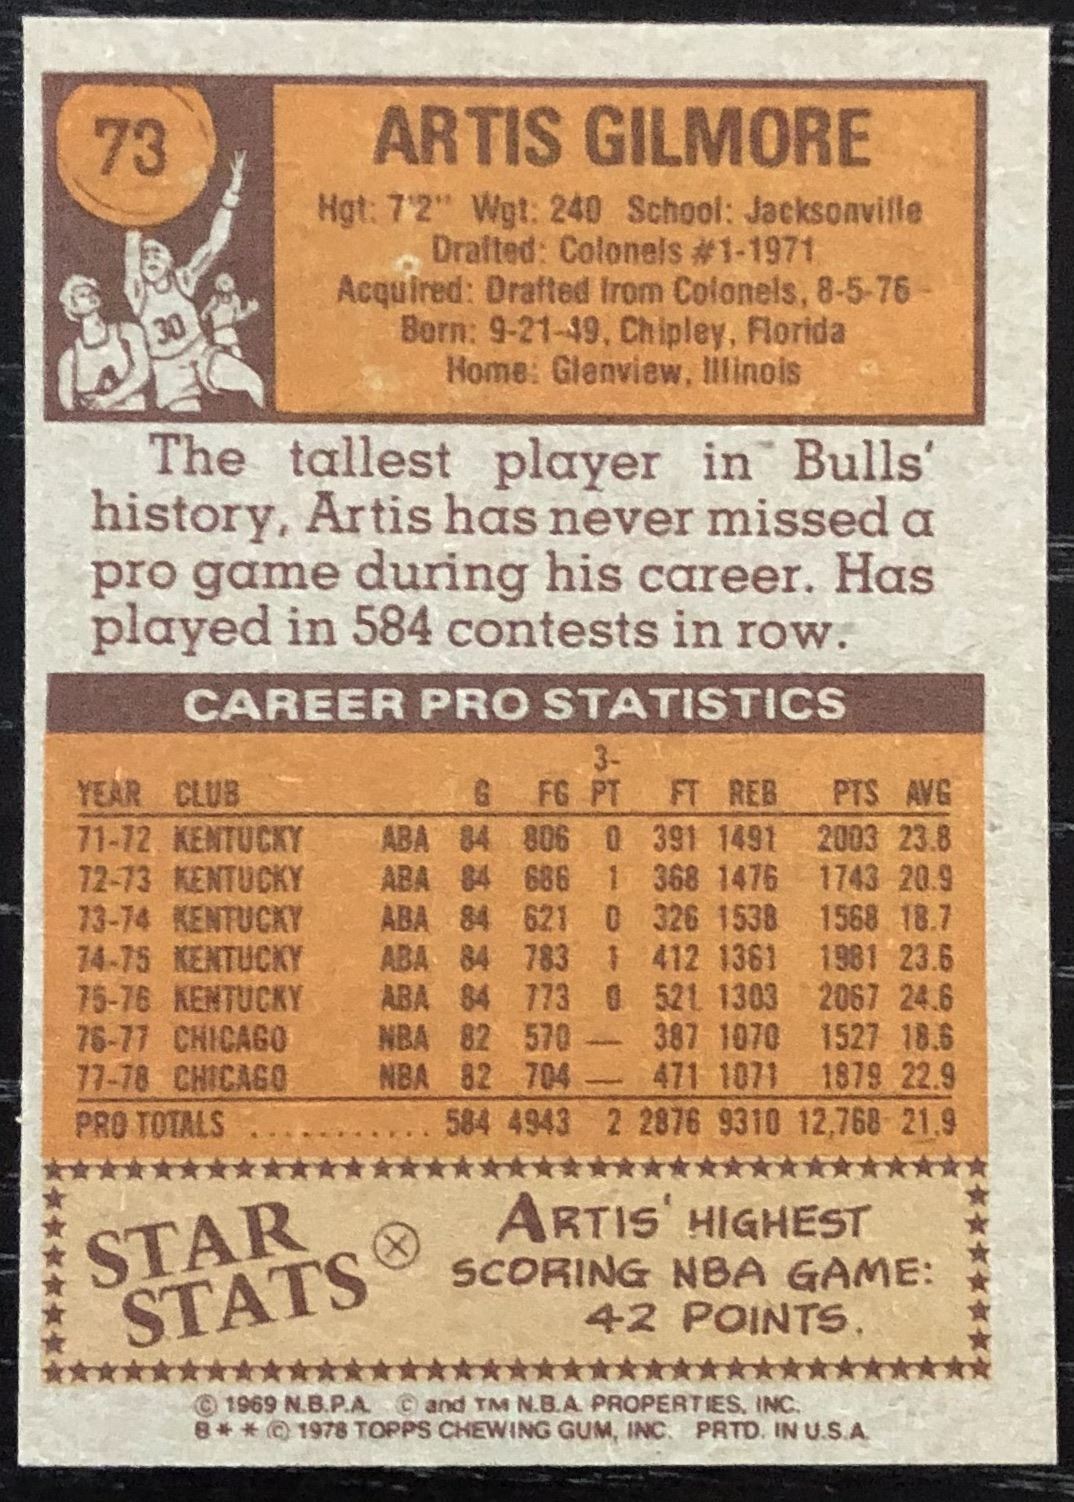 73
ARTIS GILMORE
Hgt: 7'2" Wgt: 240 School: Jacksonville
Drafted: Colonels #1-1971
Acquired: Drafted from Colonels, 8-5-76
Born: 9-21-49, Chipley, Florida
Home: Glenview, Illinois
30
The tallest player in Bulls'
history, Artis has never missed a
pro game during his career. Has
played in 584 contests in row.
CAREER PRO STATISTICS
YEAR CLUB G FG 3-PT FT REB PTS AVG
71-72 KENTUCKY ABA 84 806 0 391 1491 2003 23.8
72-73 KENTUCKY ABA 84 686 1 368 1476 1743 20.9
73-74 KENTUCKY ABA 84 621 0 326 1538 1568 18.7
74-75 KENTUCKY ABA 84 783 1 412 1361 1981 23.6
75-76 KENTUCKY ABA 84 773 0 521 1303 2067 24.6
76-77 CHICAGO NBA 82 570 — 387 1070 1527 18.6
77-78 CHICAGO NBA 82 704 — 471 1071 1879 22.9
PRO TOTALS ........... 584 4943 2 2876 9310 12,768 21.9
STAR
STATS
ARTIS' HIGHEST
SCORING NBA GAME:
42 POINTS.
© 1969 N.B.P.A. © and TM N.B.A. PROPERTIES, INC.
B * * © 1978 TOPPS CHEWING GUM, INC. PRTD. IN U.S.A.